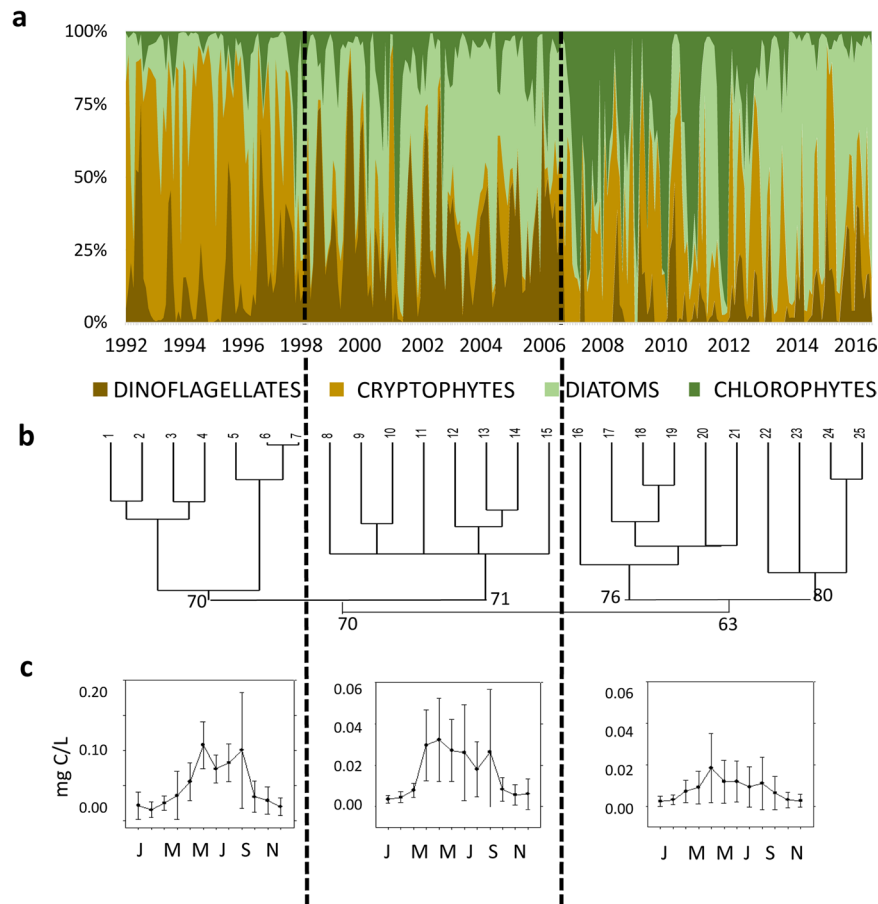 a
100%
75%
50%
25%
0%
1992 1994 1996 1998 2000 2002 2004 2006 2008 2010 2012 2014 2016
DINOFLAGELLATES CRYPTOPHYTES DIATOMS CHLOROPHYTES
b
1 2 3 4 5 6 7 8 9 10 11 12 13 14 15 16 17 18 19 20 21 22 23 24 25
70 71 76 80
70 63
c
mg C/L
0.20 0.06 0.06
0.04 0.04
0.10
0.02 0.02
0.00 0.00 0.00
J M M J S N J M M J S N J M M J S N